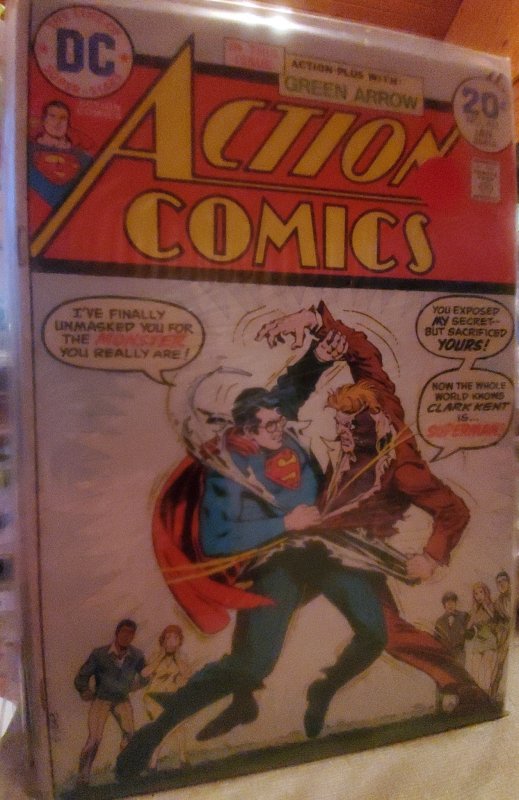 DC
ACTION PLUS WITH:
GREEN ARROW
20¢
ACTION
COMICS
I'VE FINALLY
UNMASKED YOU FOR
THE MONSTER
YOU REALLY ARE!
YOU EXPOSED
MY SECRET--
BUT SACRIFICED
YOURS!
NOW THE WHOLE
WORLD KNOWS
CLARK KENT
IS...
SUPERMAN!